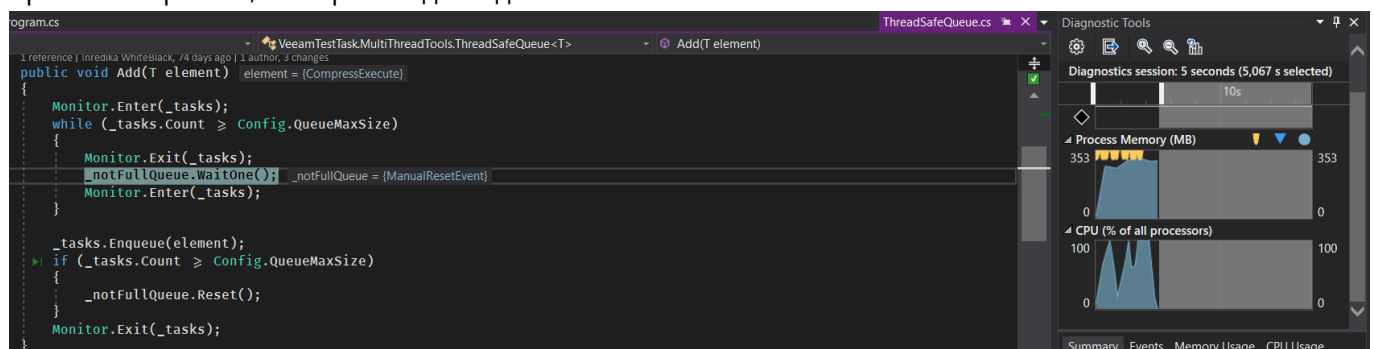 rogram.cs
ThreadSafeQueue.cs
VeeamTestTask.MultiThreadTools.ThreadSafeQueue<T>
Add(T element)
1 reference | Inredika WhiteBlack, 74 days ago | 1 author, 3 changes
public void Add(T element) element = {CompressExecute}
{
Monitor.Enter(_tasks);
while (_tasks.Count ⩾ Config.QueueMaxSize)
{
Monitor.Exit(_tasks);
_notFullQueue.WaitOne(); _notFullQueue = {ManualResetEvent}
Monitor.Enter(_tasks);
}
_tasks.Enqueue(element);
if (_tasks.Count ⩾ Config.QueueMaxSize)
{
_notFullQueue.Reset();
}
Monitor.Exit(_tasks);
}
Diagnostic Tools
Diagnostics session: 5 seconds (5,067 s selected)
10s
Process Memory (MB)
353 353
0 0
CPU (% of all processors)
100 100
0 0
Summary Events Memory Usage CPU Usage